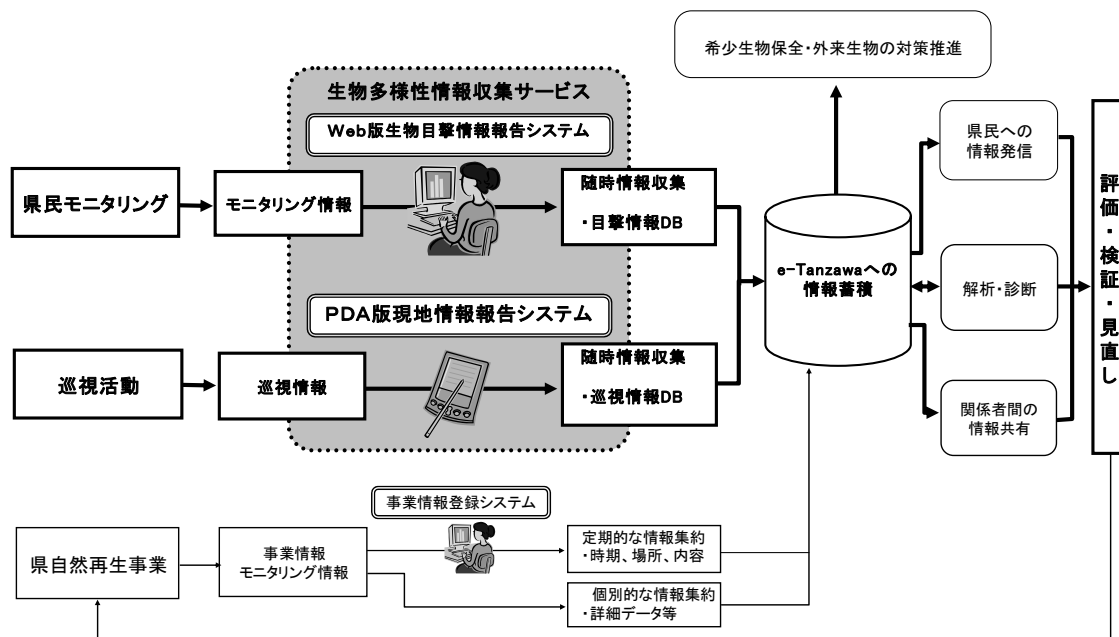 希少生物保全・外来生物の対策推進
生物多様性情報収集サービス
Web版生物目撃情報報告システム
県民モニタリング
モニタリング情報
随時情報収集
・目撃情報DB
PDA版現地情報報告システム
巡視活動
巡視情報
随時情報収集
・巡視情報DB
e-Tanzawaへの
情報蓄積
県民への
情報発信
解析・診断
関係者間の
情報共有
評価・検証・見直し
事業情報登録システム
県自然再生事業
事業情報
モニタリング情報
定期的な情報集約
・時期、場所、内容
個別的な情報集約
・詳細データ等